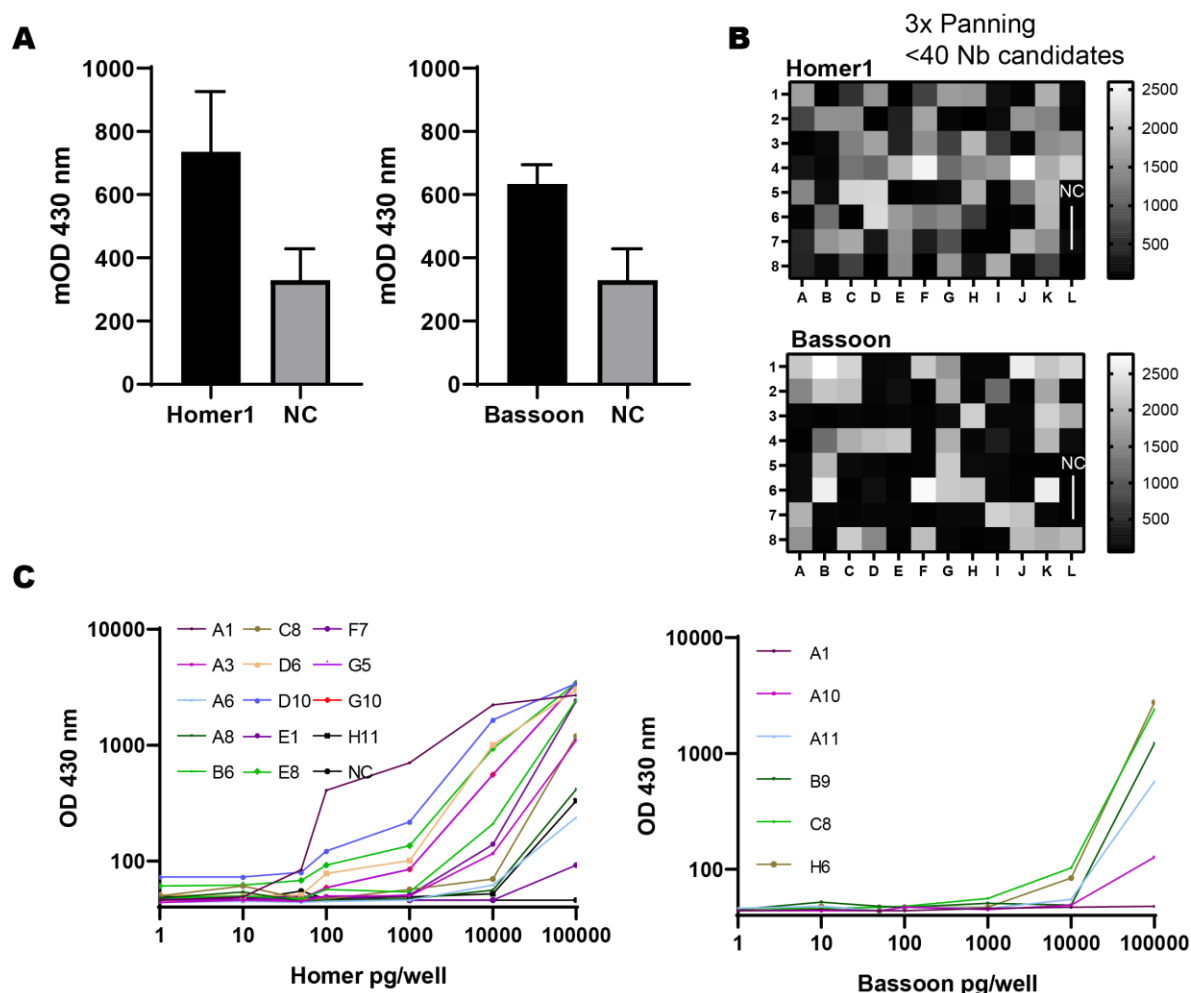 A
1000
800
600
400
200
0
mOD 430 nm
Homer1 NC
1000
800
600
400
200
0
mOD 430 nm
Bassoon NC
B
3x Panning
<40 Nb candidates
Homer1
1
2
3
4
5
6
7
8
A B C D E F G H I J K L
NC
2500
2000
1500
1000
500
Bassoon
1
2
3
4
5
6
7
8
A B C D E F G H I J K L
NC
2500
2000
1500
1000
500
C
10000
1000
100
OD 430 nm
A1 C8 F7
A3 D6 G5
A6 D10 G10
A8 E1 H11
B6 E8 NC
1 10 100 1000 10000 100000
Homer pg/well
10000
1000
100
OD 430 nm
A1
A10
A11
B9
C8
H6
1 10 100 1000 10000 100000
Bassoon pg/well